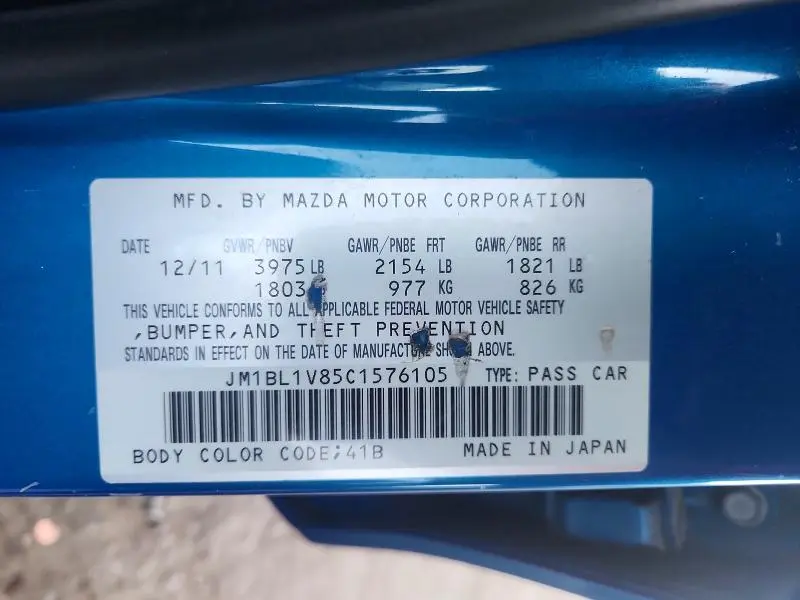 MFD. BY MAZDA MOTOR CORPORATION
DATE GVWR/PNBV GAWR/PNBE FRT GAWR/PNBE RR
12/11 3975 LB 2154 LB 1821 LB
1803 977 KG 826 KG
THIS VEHICLE CONFORMS TO ALL APPLICABLE FEDERAL MOTOR VEHICLE SAFETY
,BUMPER,AND THEFT PREVENTION
STANDARDS IN EFFECT ON THE DATE OF MANUFACTURE SHOWN ABOVE.
JM1BL1V85C1576105 TYPE: PASS CAR
BODY COLOR CODE;41B MADE IN JAPAN